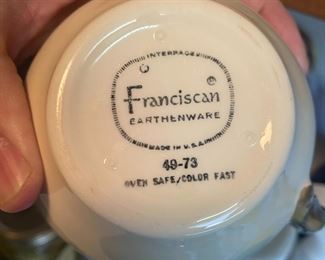 INTERPACE
Franciscan
EARTHENWARE
MADE IN U.S.A.
49-73
OVEN SAFE/COLOR FAST